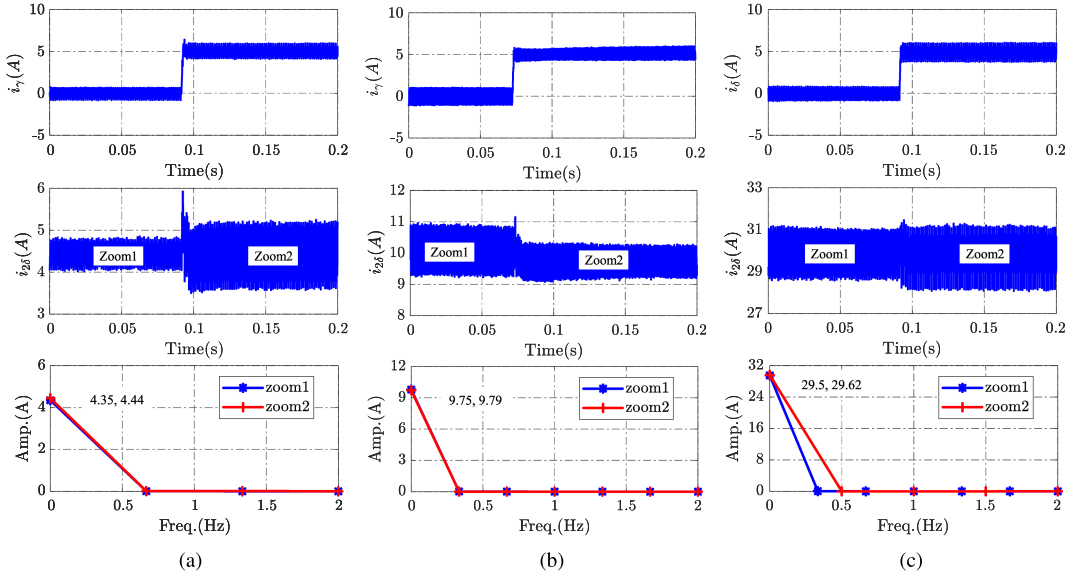 10
5
0
−5
i_γ(A)
0
0.05
0.1
0.15
0.2
Time(s)
6
5
4
3
i_2δ(A)
Zoom1
Zoom2
0
0.05
0.1
0.15
0.2
Time(s)
6
4
2
0
Amp.(A)
4.35, 4.44
zoom1
zoom2
0
0.5
1
1.5
2
Freq.(Hz)
(a)
10
5
0
−5
i_γ(A)
0
0.05
0.1
0.15
0.2
Time(s)
12
11
10
9
8
i_2δ(A)
Zoom1
Zoom2
0
0.05
0.1
0.15
0.2
Time(s)
12
9
6
3
0
Amp.(A)
9.75, 9.79
zoom1
zoom2
0
0.5
1
1.5
2
Freq.(Hz)
(b)
10
5
0
−5
i_δ(A)
0
0.05
0.1
0.15
0.2
Time(s)
33
31
29
27
i_2δ(A)
Zoom1
Zoom2
0
0.05
0.1
0.15
0.2
Time(s)
32
24
16
8
0
Amp.(A)
29.5, 29.62
zoom1
zoom2
0
0.5
1
1.5
2
Freq.(Hz)
(c)